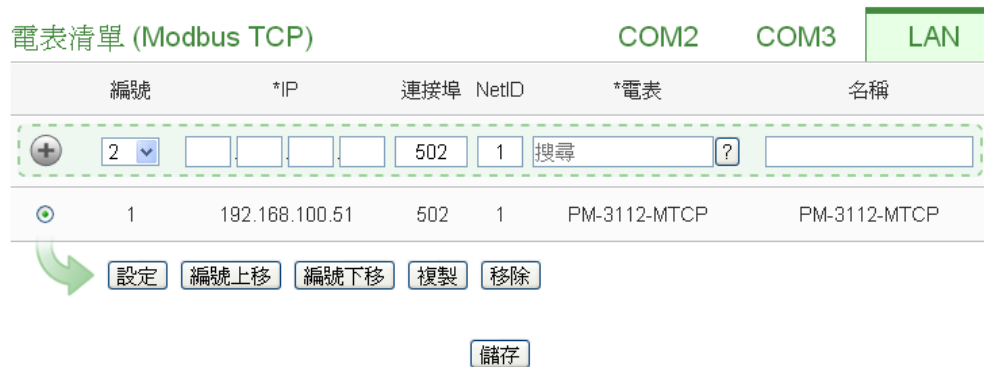 電表清單 (Modbus TCP) COM2 COM3 LAN
編號 *IP 連接埠 NetID *電表 名稱
2 . . . 502 1 搜尋 ?
1 192.168.100.51 502 1 PM-3112-MTCP PM-3112-MTCP
設定 編號上移 編號下移 複製 移除
儲存